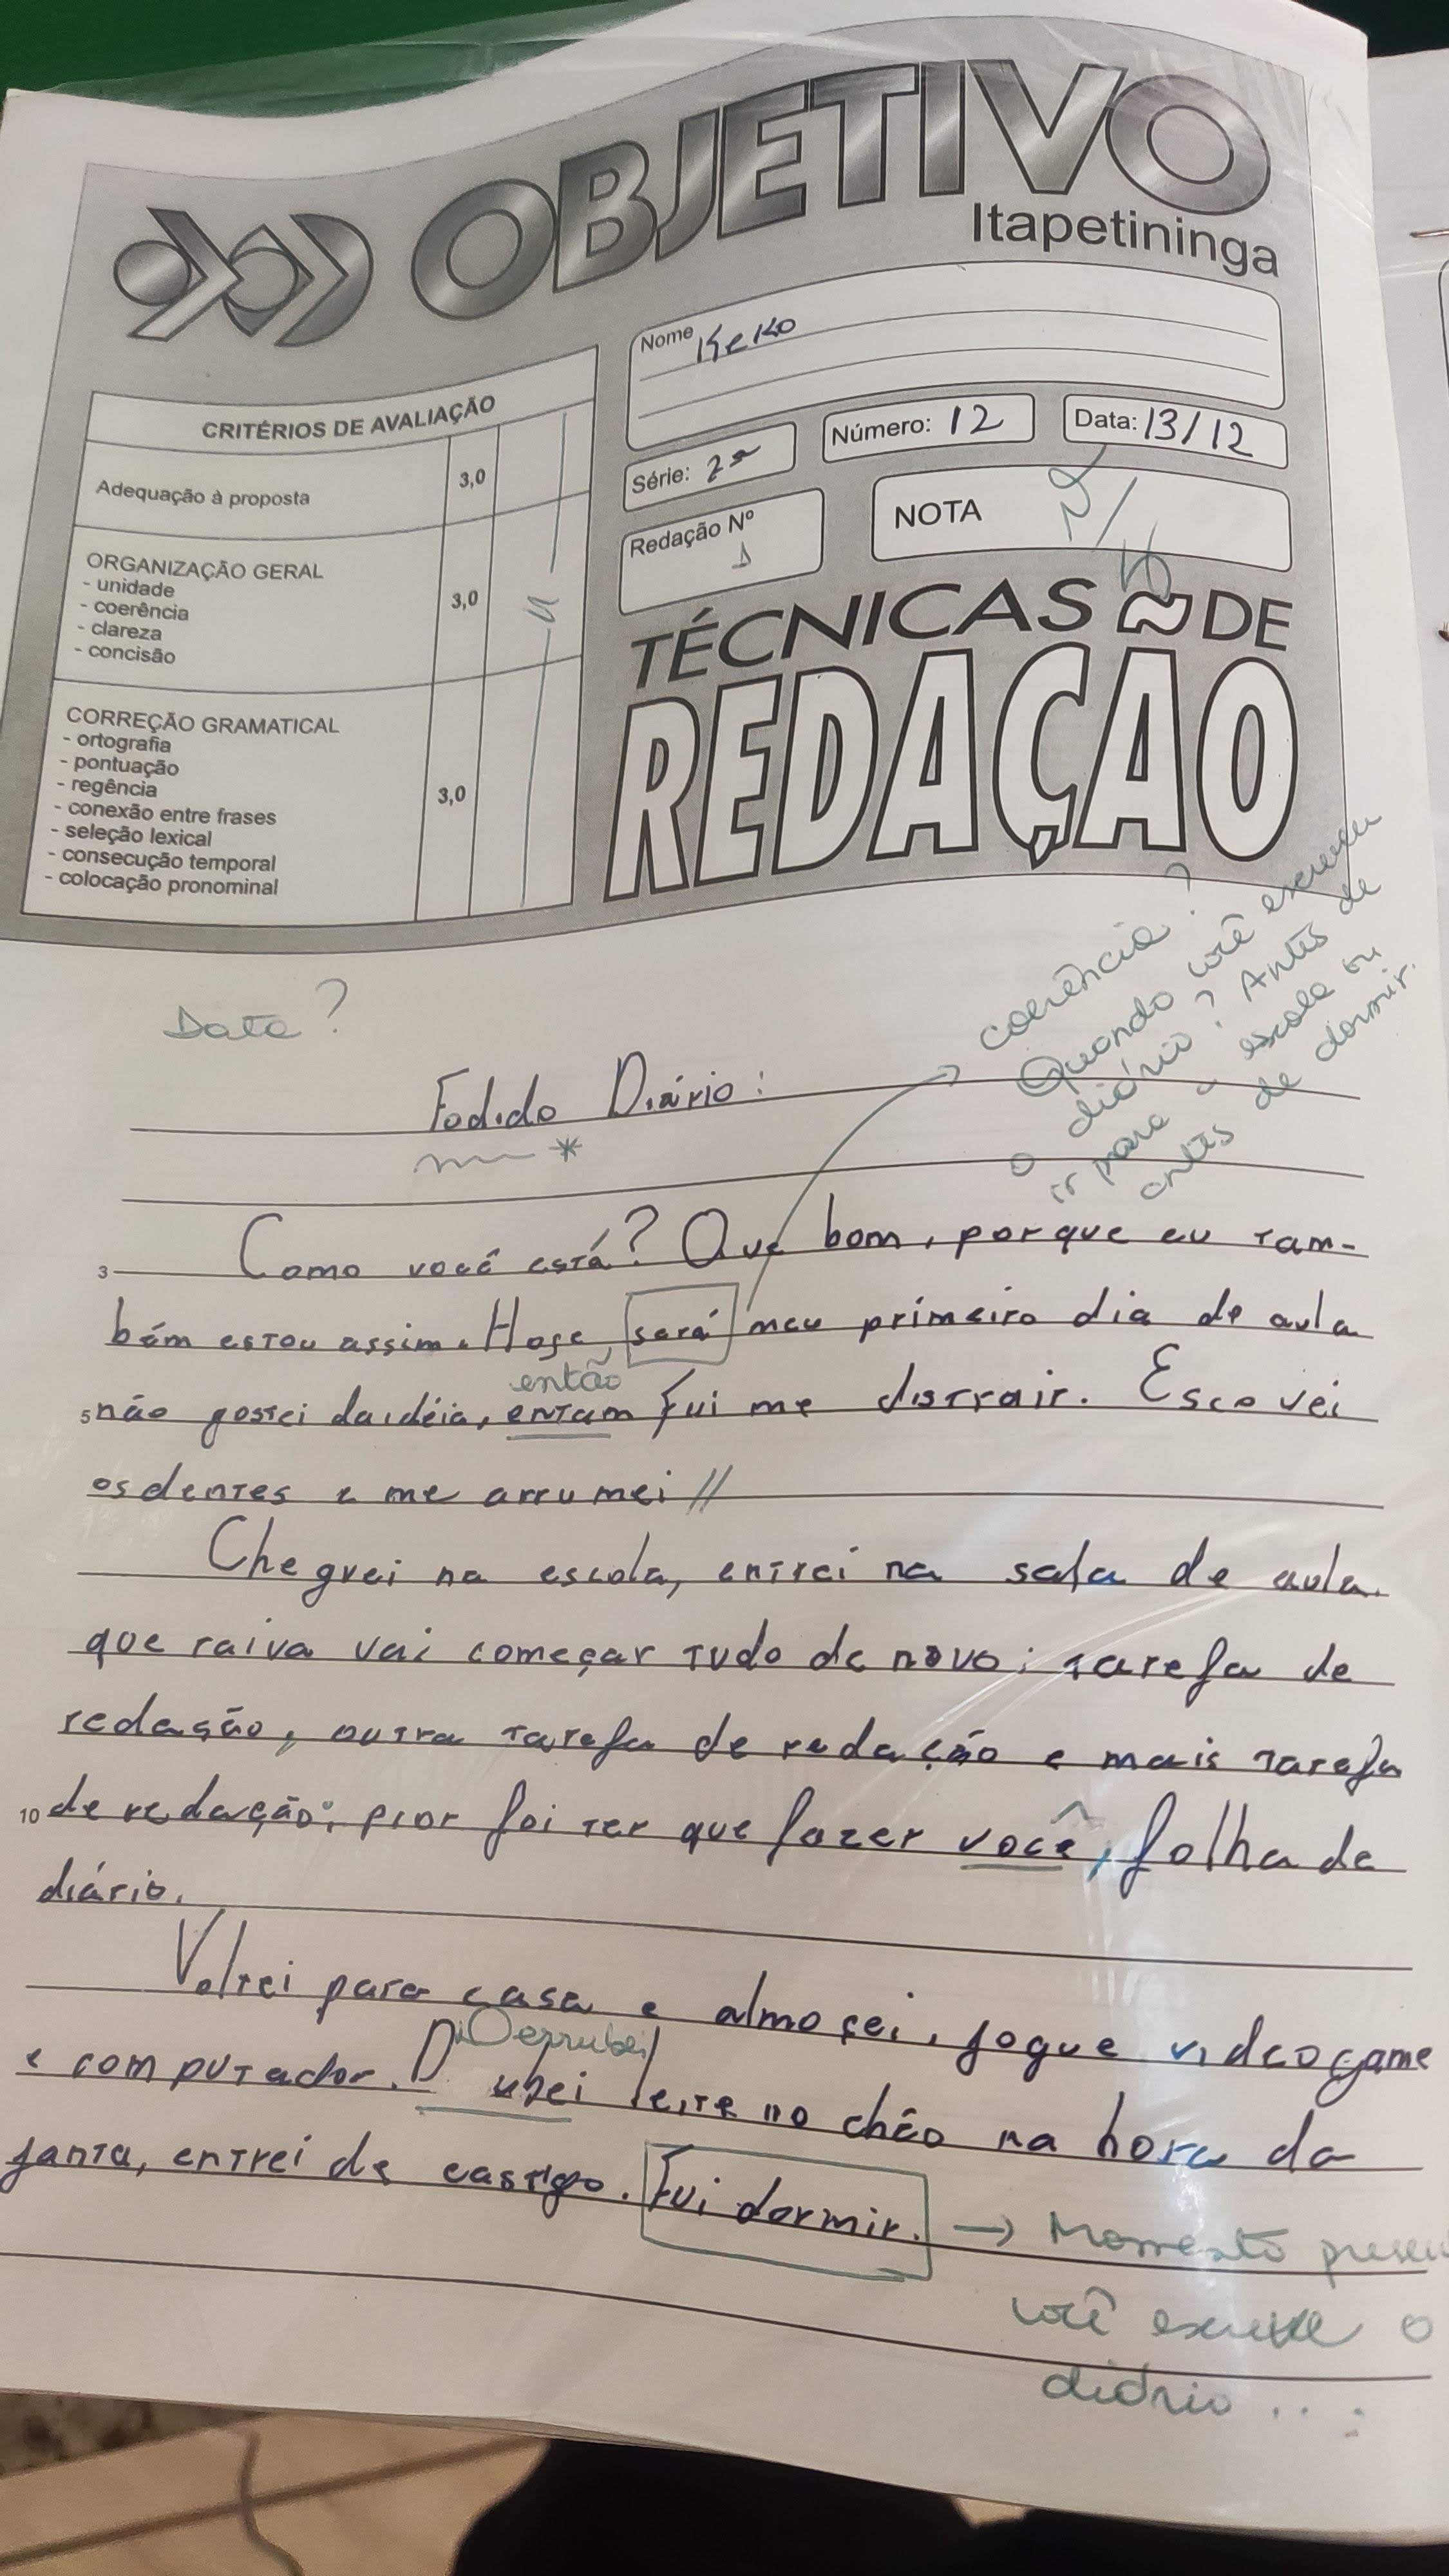 OBJETIVO
Itapetininga
Nome Keko
Série: 2ª
Número: 12
Data: 13/12
Redação Nº 1
NOTA
CRITÉRIOS DE AVALIAÇÃO
Adequação à proposta 3,0
ORGANIZAÇÃO GERAL
- unidade
- coerência
- clareza
- concisão
3,0
CORREÇÃO GRAMATICAL
- ortografia
- pontuação
- regência
- conexão entre frases
- seleção lexical
- consecução temporal
- colocação pronominal
3,0
TÉCNICAS DE
REDAÇÃO
coerência?
Quando você escreveu
o diário? Antes de
ir para a escola ou
antes de dormir.
Data?
Fodido Diário:
*
3 Como você está? Que bom, porque eu tam-
bém estou assim. Hoje, será meu primeiro dia de aula
então
5 não gostei da idéia, entam fui me distrair. Escovei
os dentes e me arrumei //
Cheguei na escola, entrei na sala de aula.
que raiva vai começar tudo de novo: tarefa de
redasão, outra tarefa de redação e mais tarefa
10 de redação; pior foi ter que fazer você, folha de
diário.
Voltei para casa e almoçei, jogue videogame
Derrubei
e computador. D ubei leite no chão na hora da
janta, entrei de castigo. Fui dormir. → Momento
você escreve o
diário...